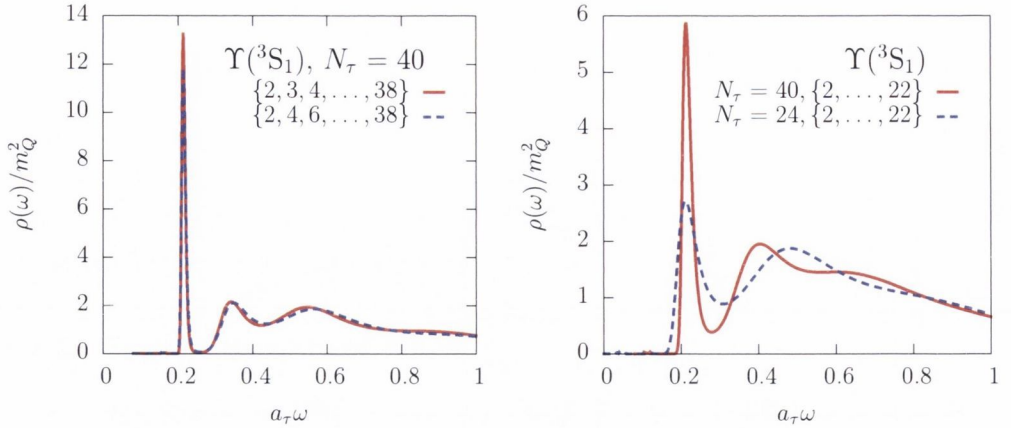 14
12
10
8
6
4
2
0
0
0.2
0.4
0.6
0.8
1
ρ(ω)/m_Q^2
a_τω
ϒ(³S₁), N_τ = 40
{2, 3, 4, . . . , 38}
{2, 4, 6, . . . , 38}
6
5
4
3
2
1
0
0
0.2
0.4
0.6
0.8
1
ρ(ω)/m_Q^2
a_τω
ϒ(³S₁)
N_τ = 40, {2, . . . , 22}
N_τ = 24, {2, . . . , 22}